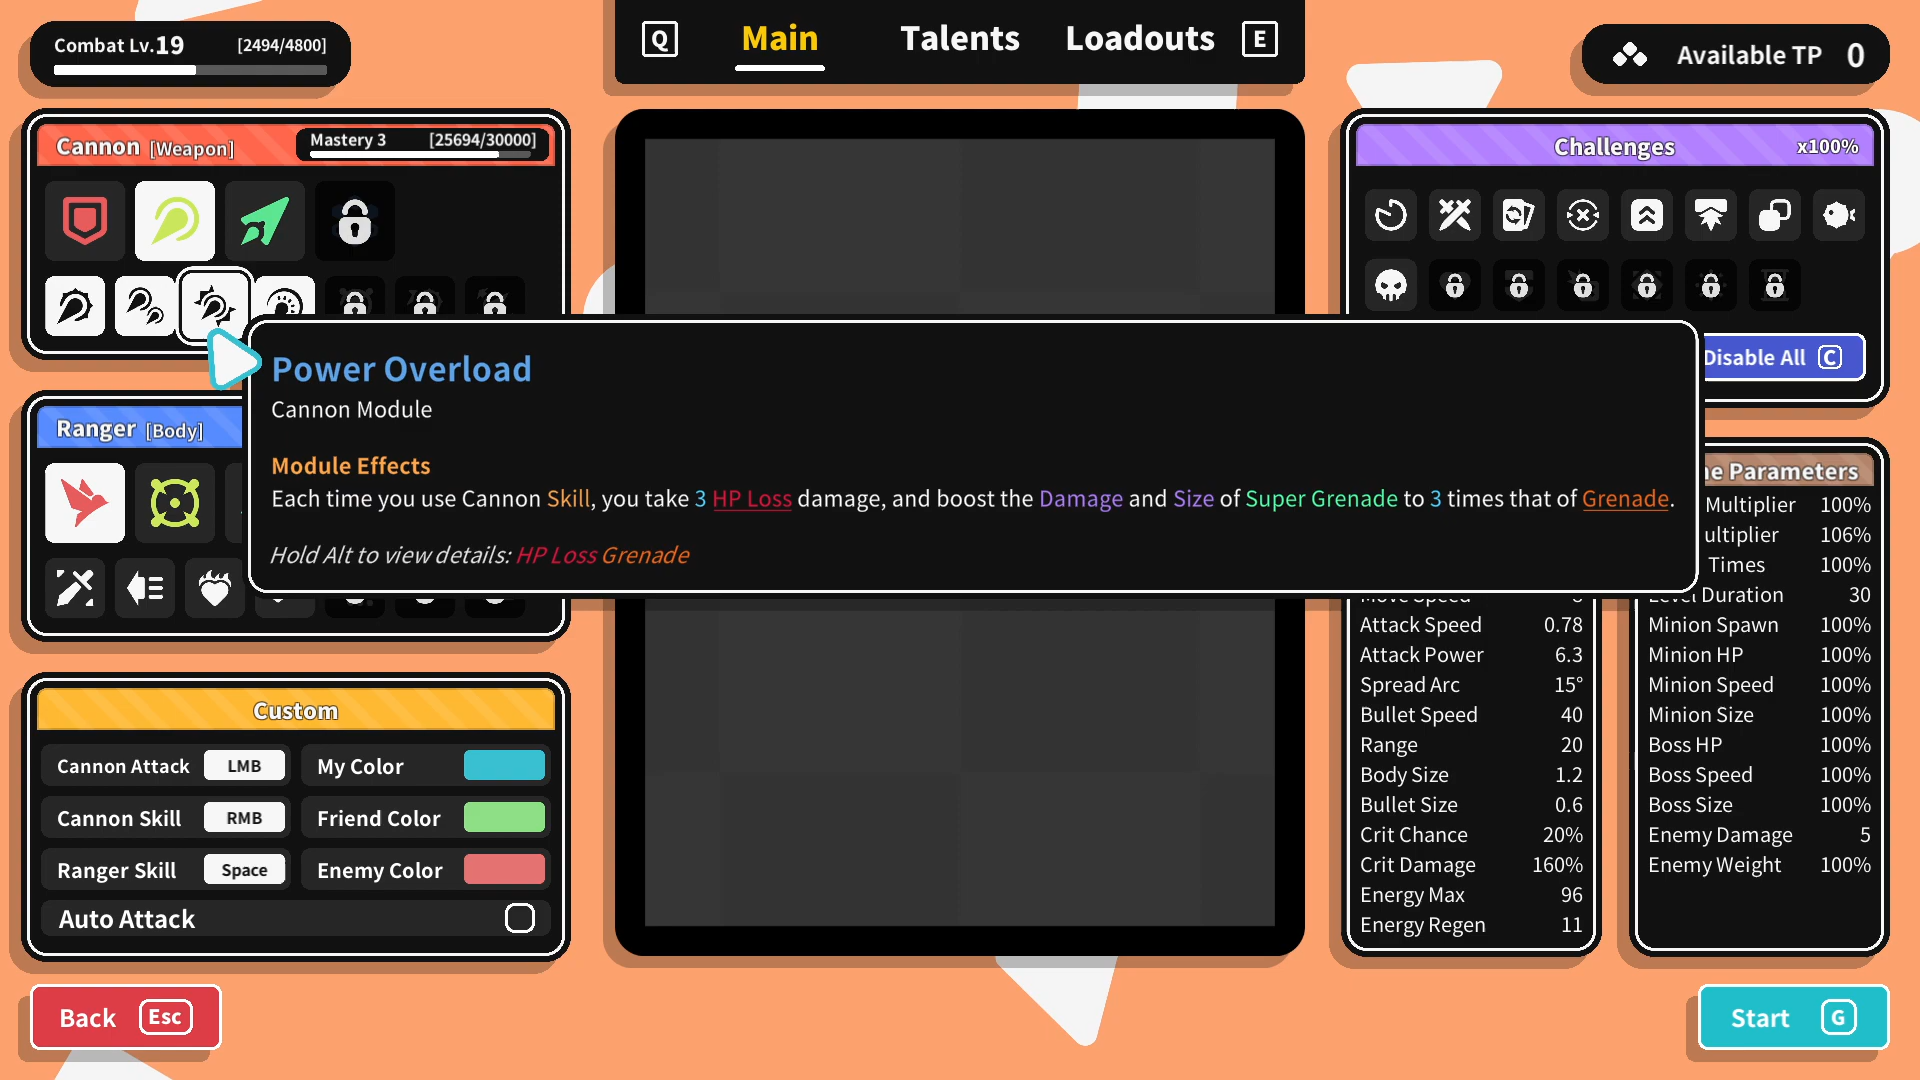 Combat Lv.19 [2494/4800]
Q Main Talents Loadouts E
Available TP 0
Cannon [Weapon] Mastery 3 [25694/30000]
Challenges x100%
Disable All C
Power Overload
Cannon Module
Module Effects
Each time you use Cannon Skill, you take 3 HP Loss damage, and boost the Damage and Size of Super Grenade to 3 times that of Grenade.
Hold Alt to view details: HP Loss Grenade
Ranger [Body]
Custom
Cannon Attack LMB My Color
Cannon Skill RMB Friend Color
Ranger Skill Space Enemy Color
Auto Attack
Attack Speed 0.78
Attack Power 6.3
Spread Arc 15°
Bullet Speed 40
Range 20
Body Size 1.2
Bullet Size 0.6
Crit Chance 20%
Crit Damage 160%
Energy Max 96
Energy Regen 11
Parameters
Multiplier 100%
106%
Times 100%
Duration 30
Minion Spawn 100%
Minion HP 100%
Minion Speed 100%
Minion Size 100%
Boss HP 100%
Boss Speed 100%
Boss Size 100%
Enemy Damage 5
Enemy Weight 100%
Back Esc
Start G